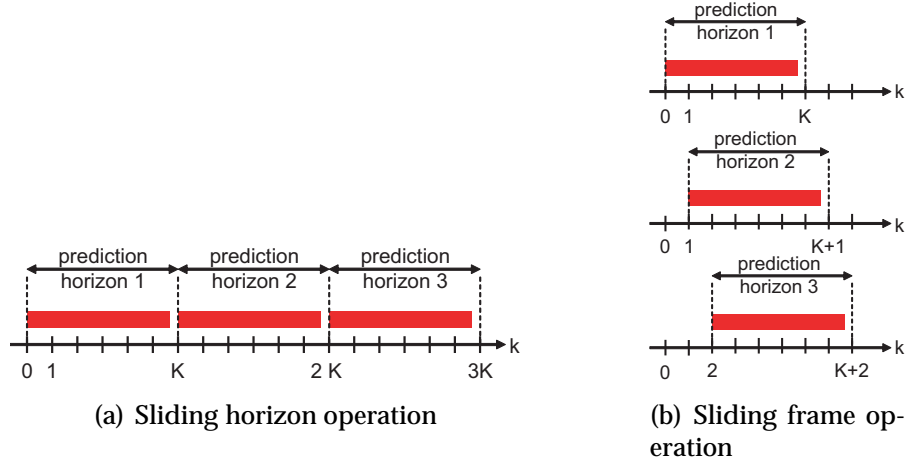 prediction
horizon 1
prediction
horizon 2
prediction
horizon 3
k
0 1 K 2 K 3K
(a) Sliding horizon operation
prediction
horizon 1
k
0 1 K
prediction
horizon 2
k
0 1 K+1
prediction
horizon 3
k
0 2 K+2
(b) Sliding frame op-
eration